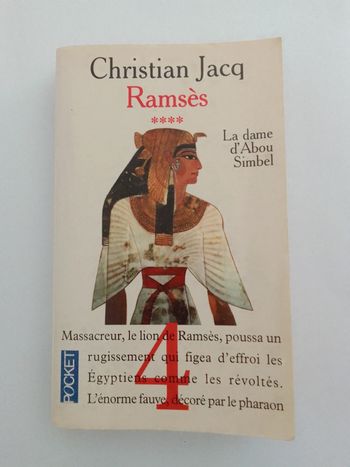 Christian Jacq
Ramsès
****
La dame
d'Abou
Simbel
Massacreur, le lion de Ramsès, poussa un
rugissement qui figea d'effroi les
Égyptiens comme les révoltés.
L'énorme fauve, décoré par le pharaon
4
POCKET